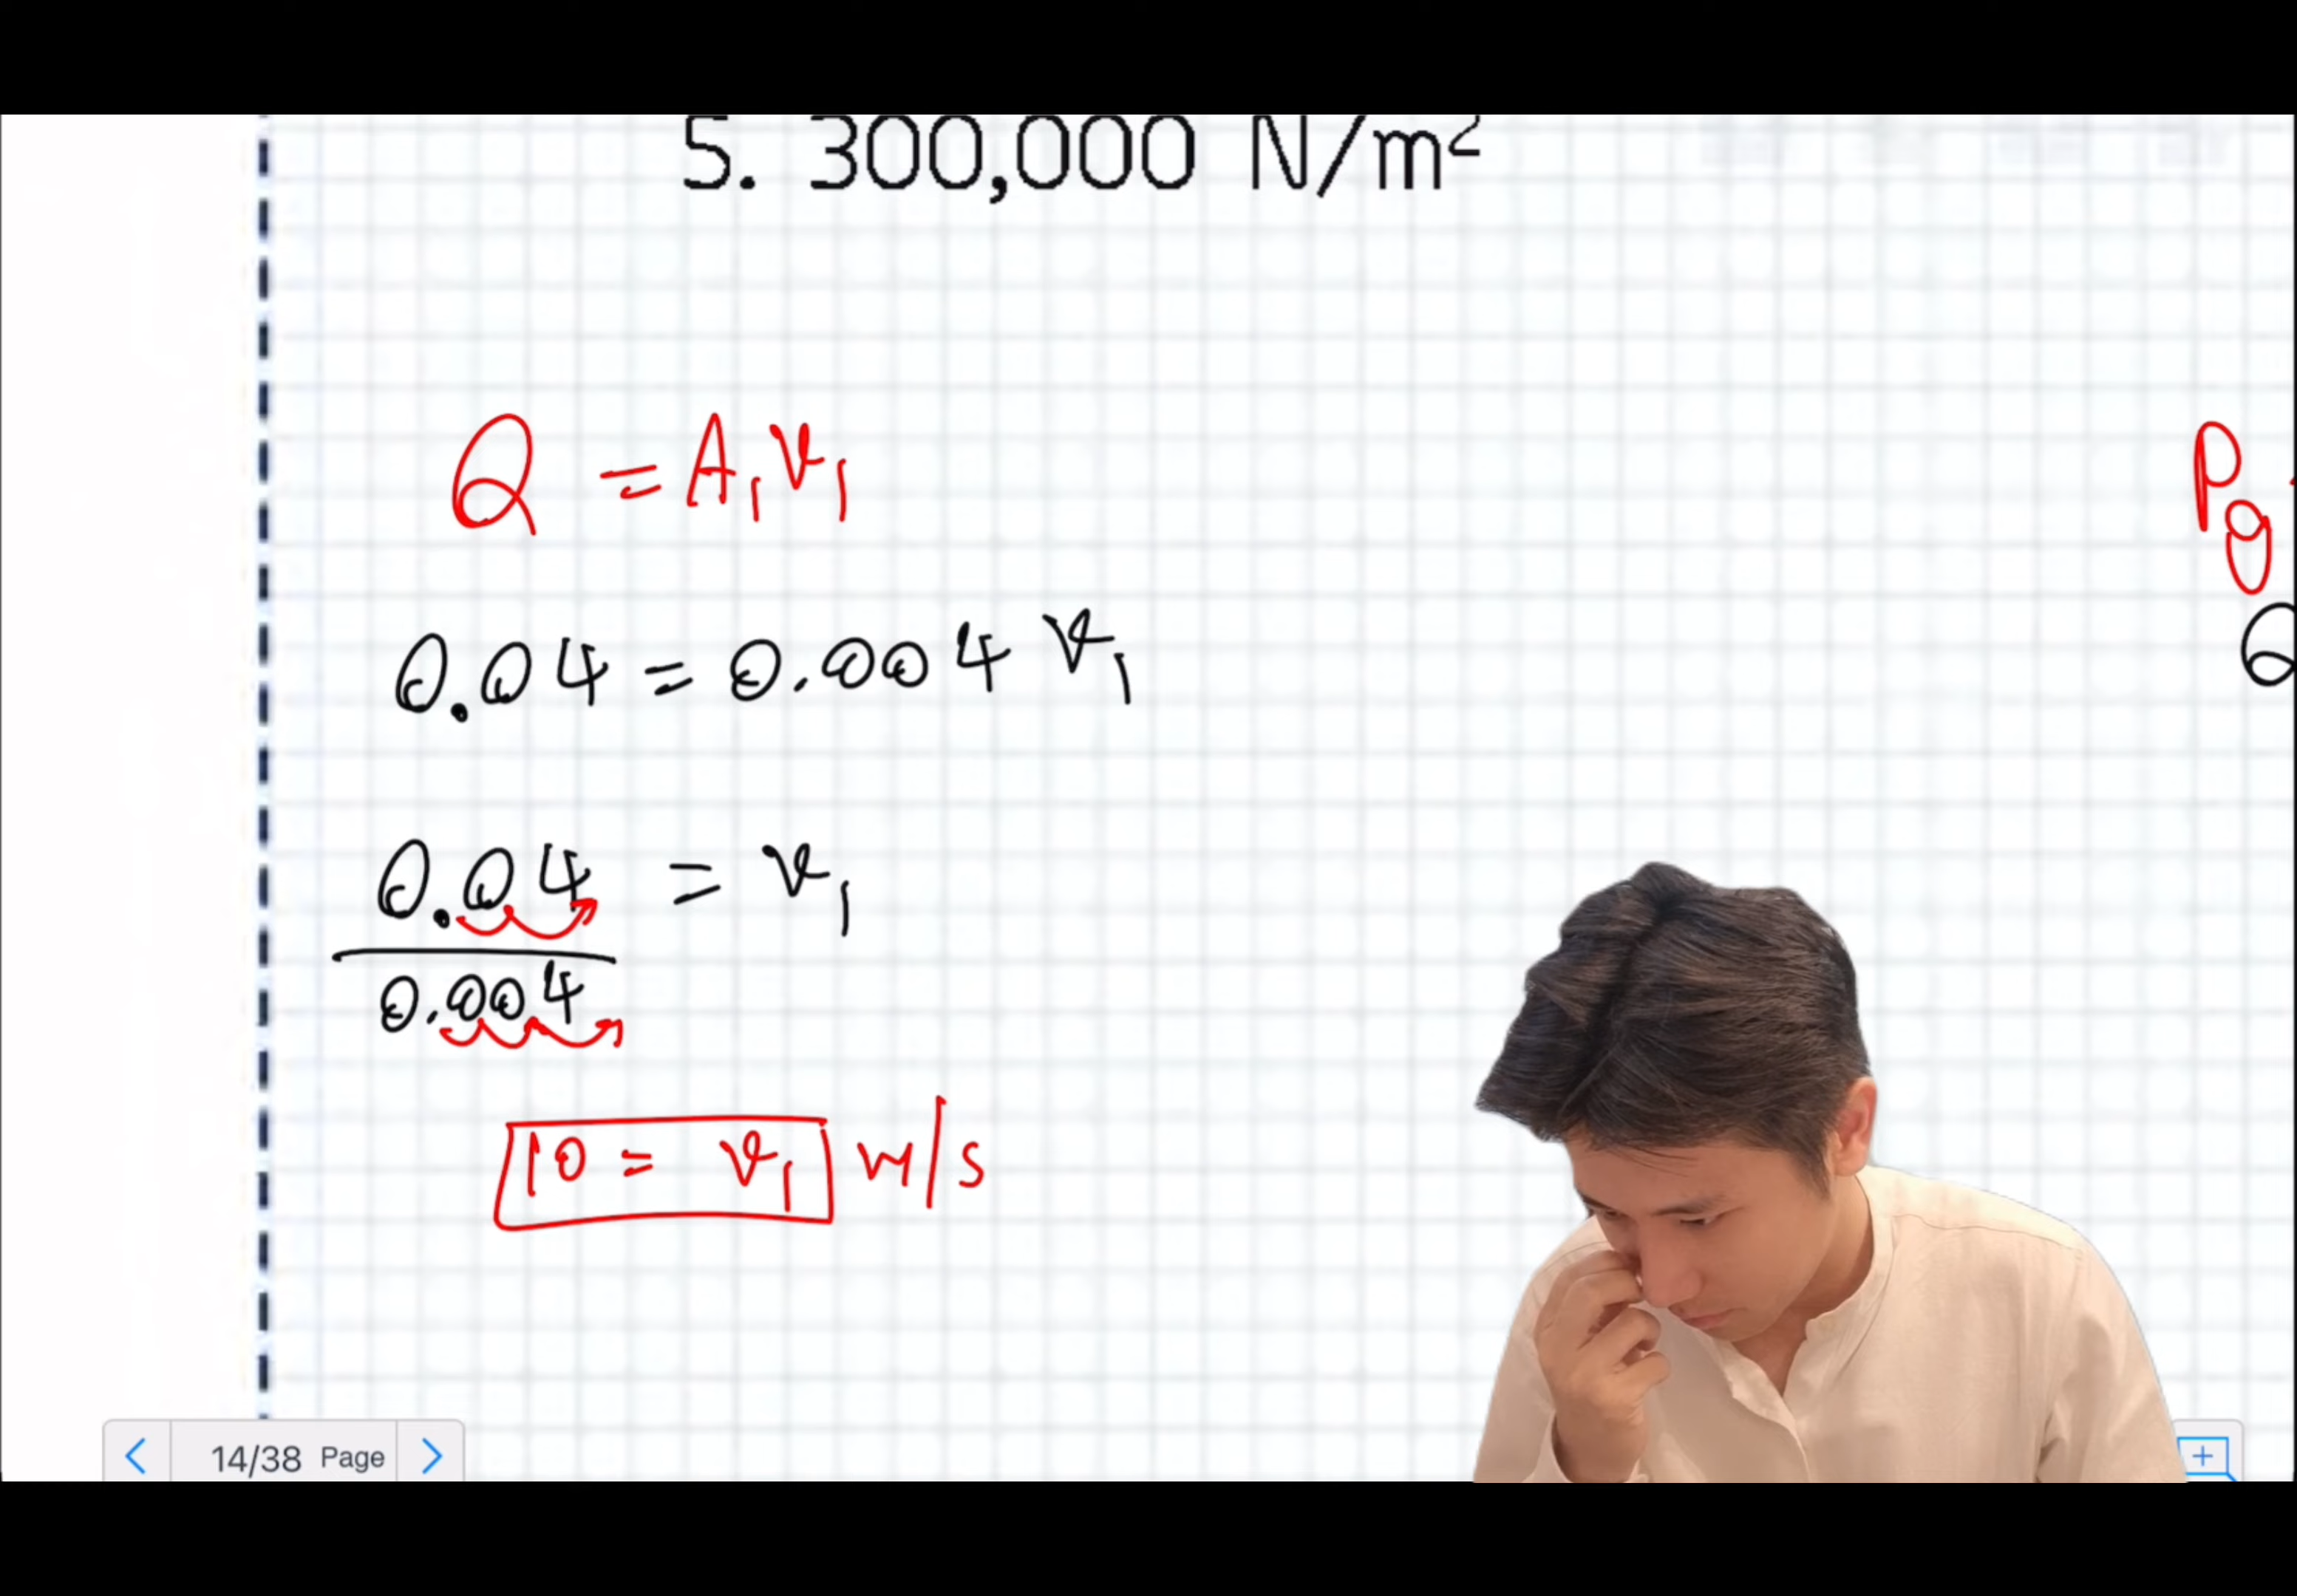 5. 300,000 N/m²
Q = A₁v₁
P₉
0.04 = 0.004 v₁
0.04 = v₁
0.004
10 = v₁ m/s
14/38 Page